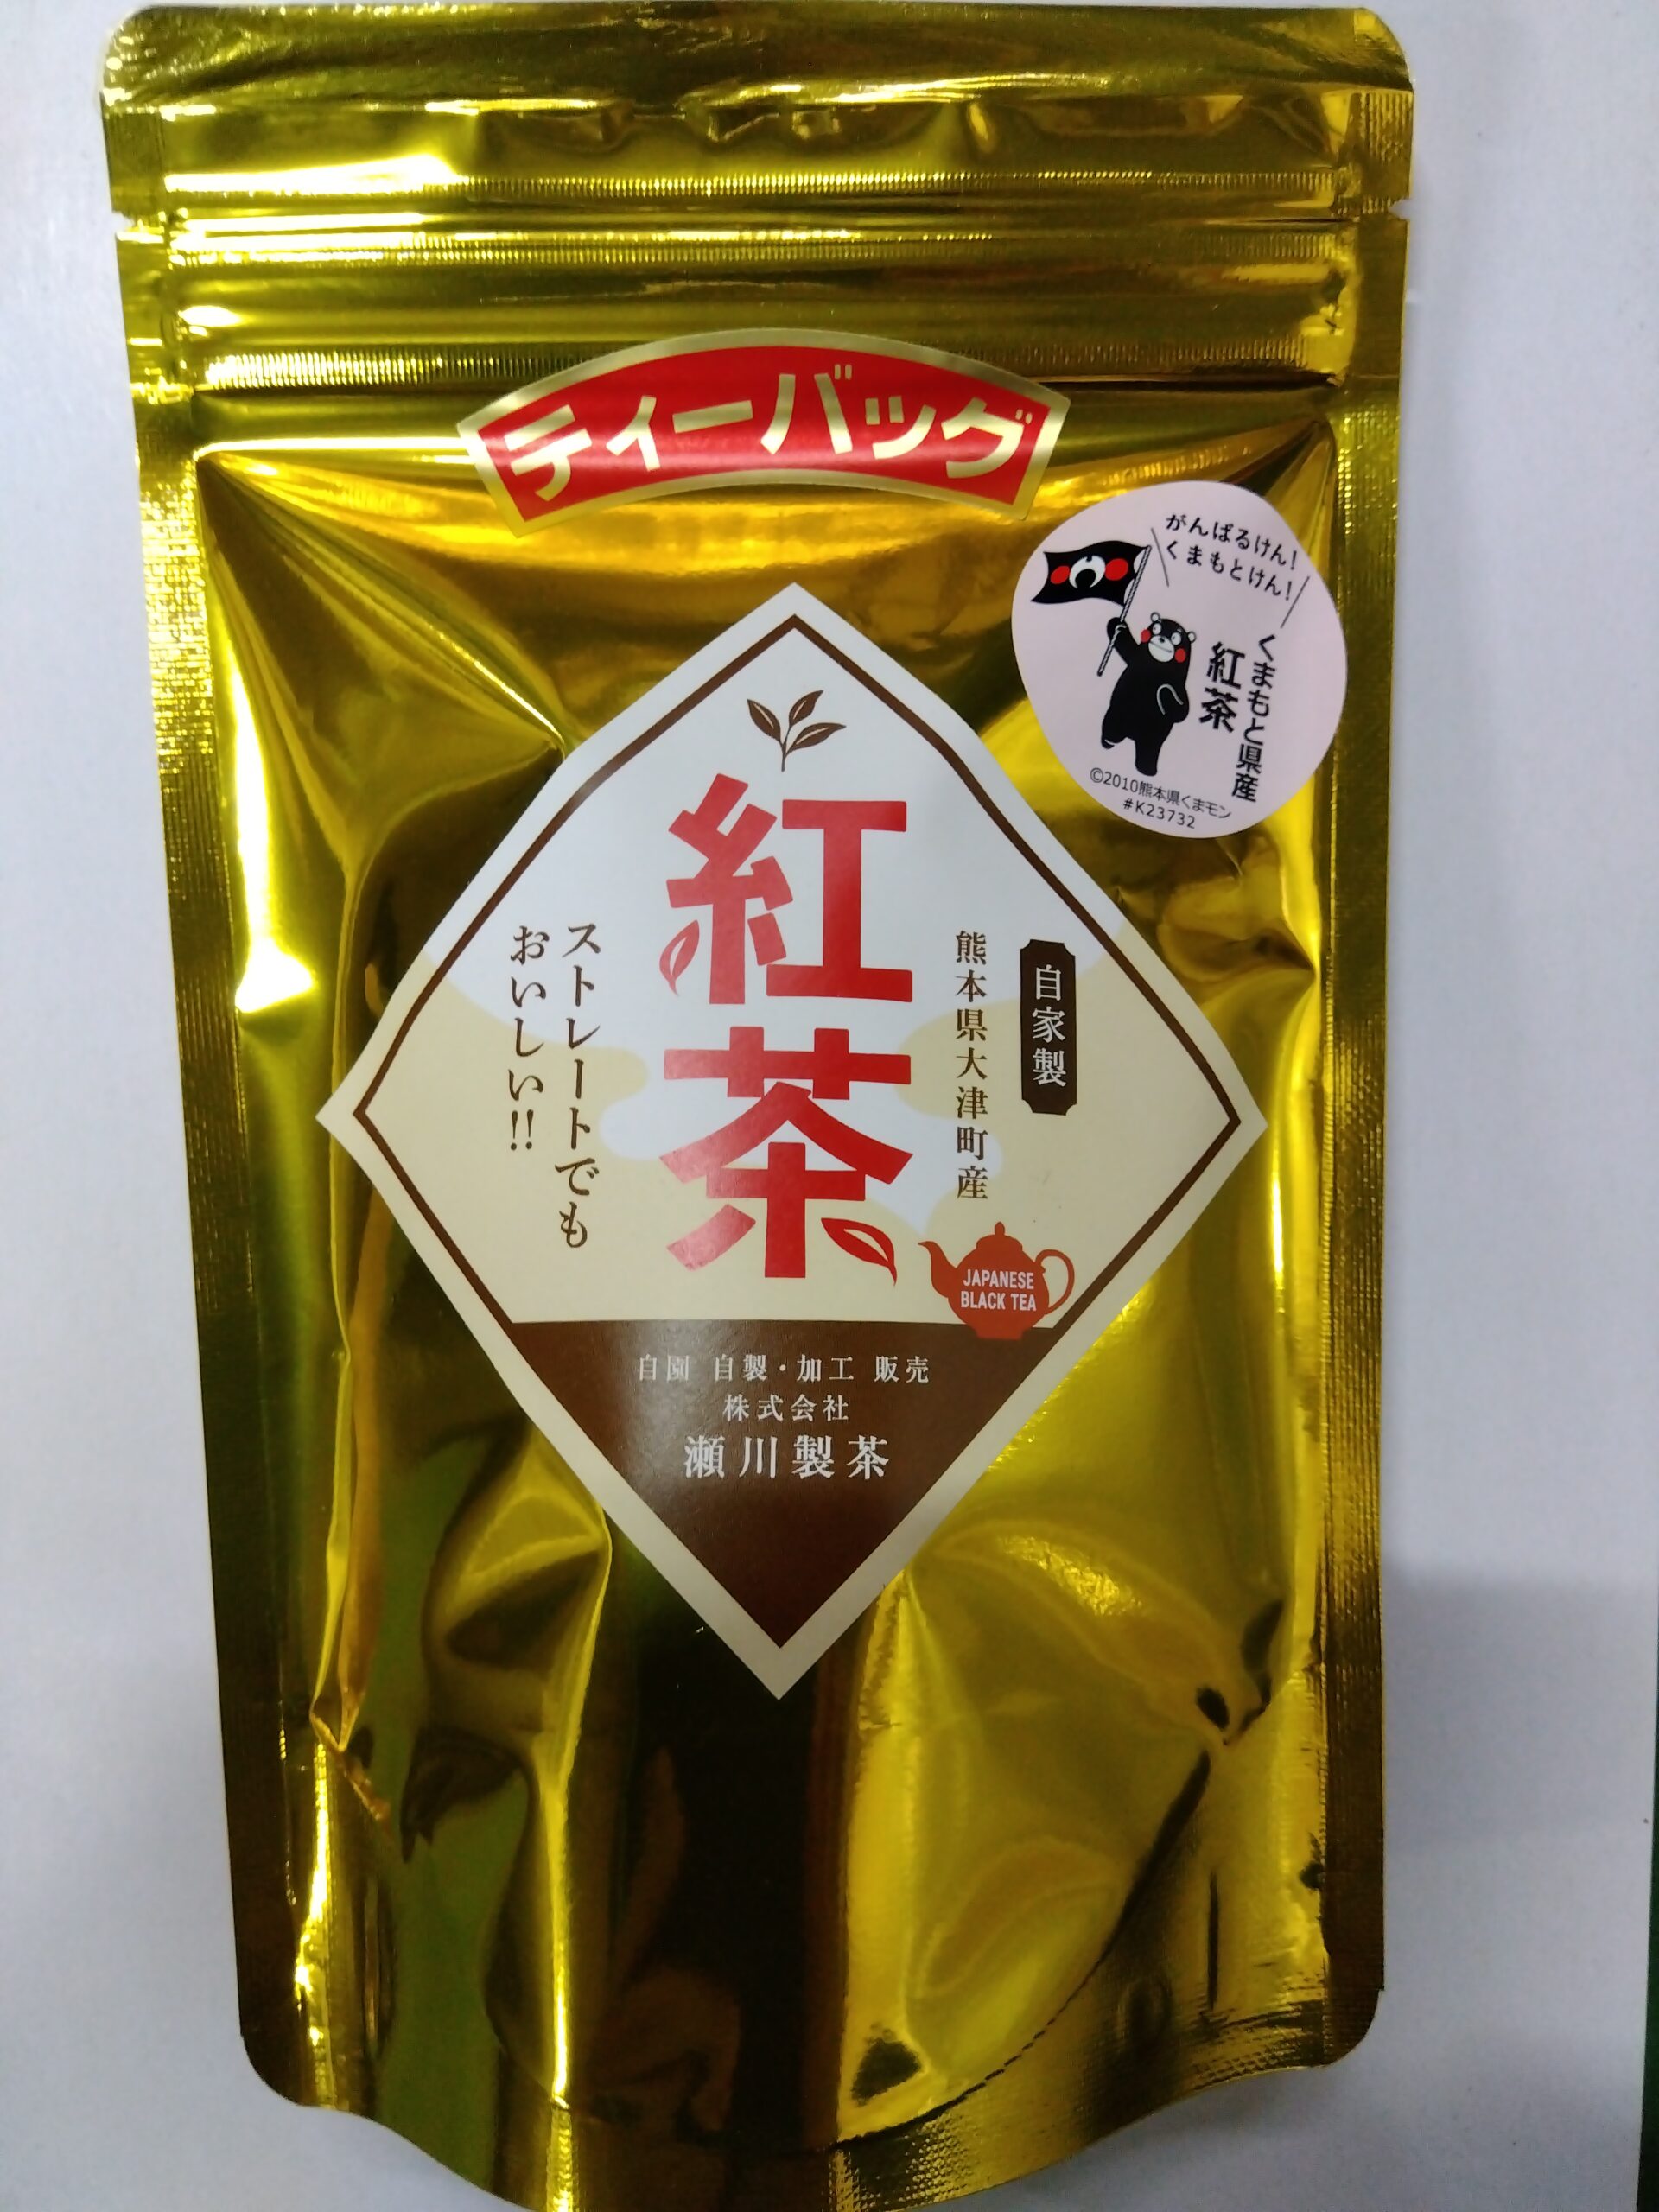 ティーバッグ
がんばるけん!
くまもとけん!
くまもと県産
紅茶
©2010熊本県くまモン
#K23732
自家製
熊本県大津町産
紅茶
ストレートでも
おいしい!!
JAPANESE
BLACK TEA
自園 自製・加工 販売
株式会社
瀬川製茶